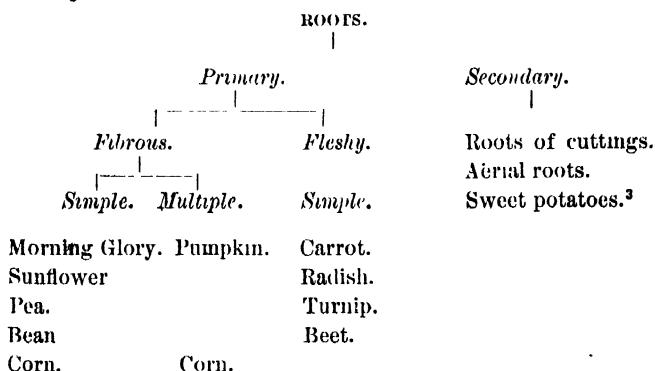 ROOTS.
Primary. Secondary.
Fibrous. Fleshy. Roots of cuttings.
Aërial roots.
Simple. Multiple. Simple. Sweet potatoes.³
Morning Glory. Pumpkin. Carrot.
Sunflower Radish.
Pea. Turnip.
Bean Beet.
Corn. Corn.